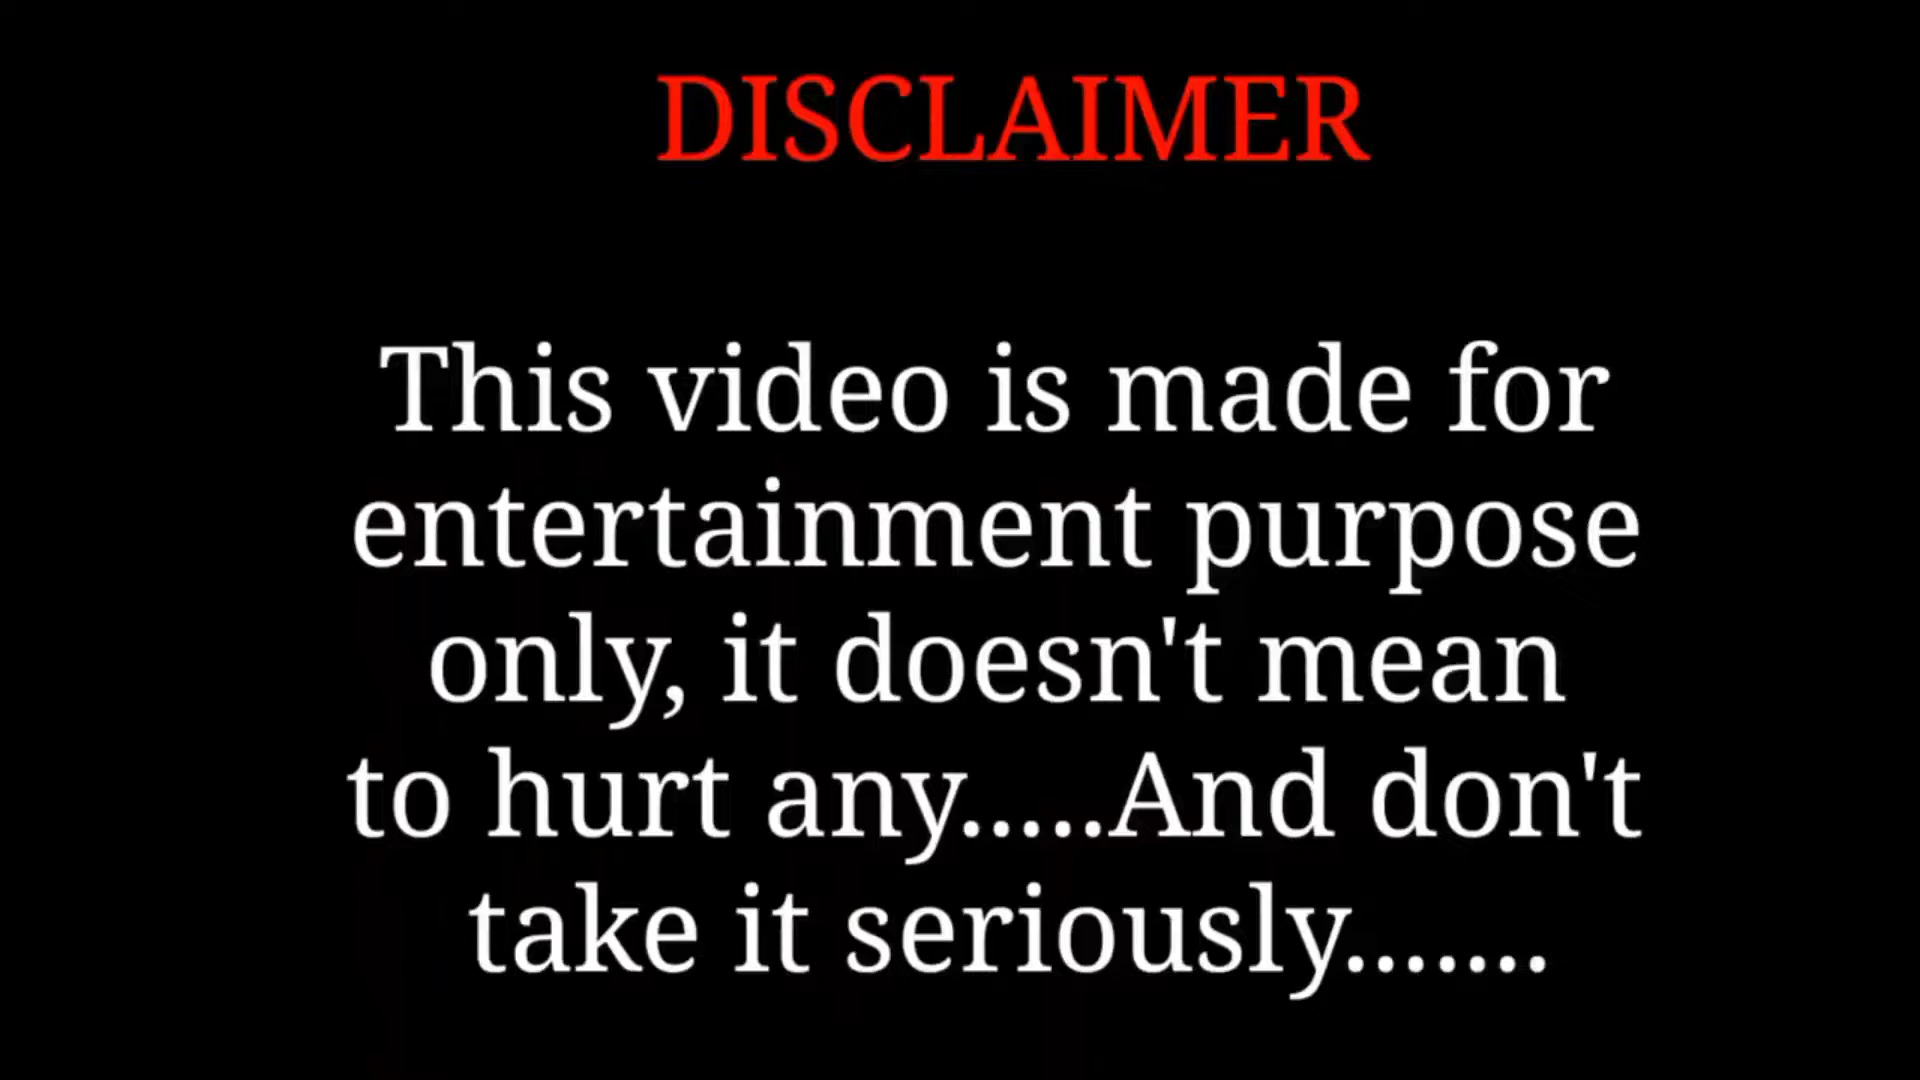 DISCLAIMER
This video is made for
entertainment purpose
only, it doesn't mean
to hurt any.....And don't
take it seriously.......